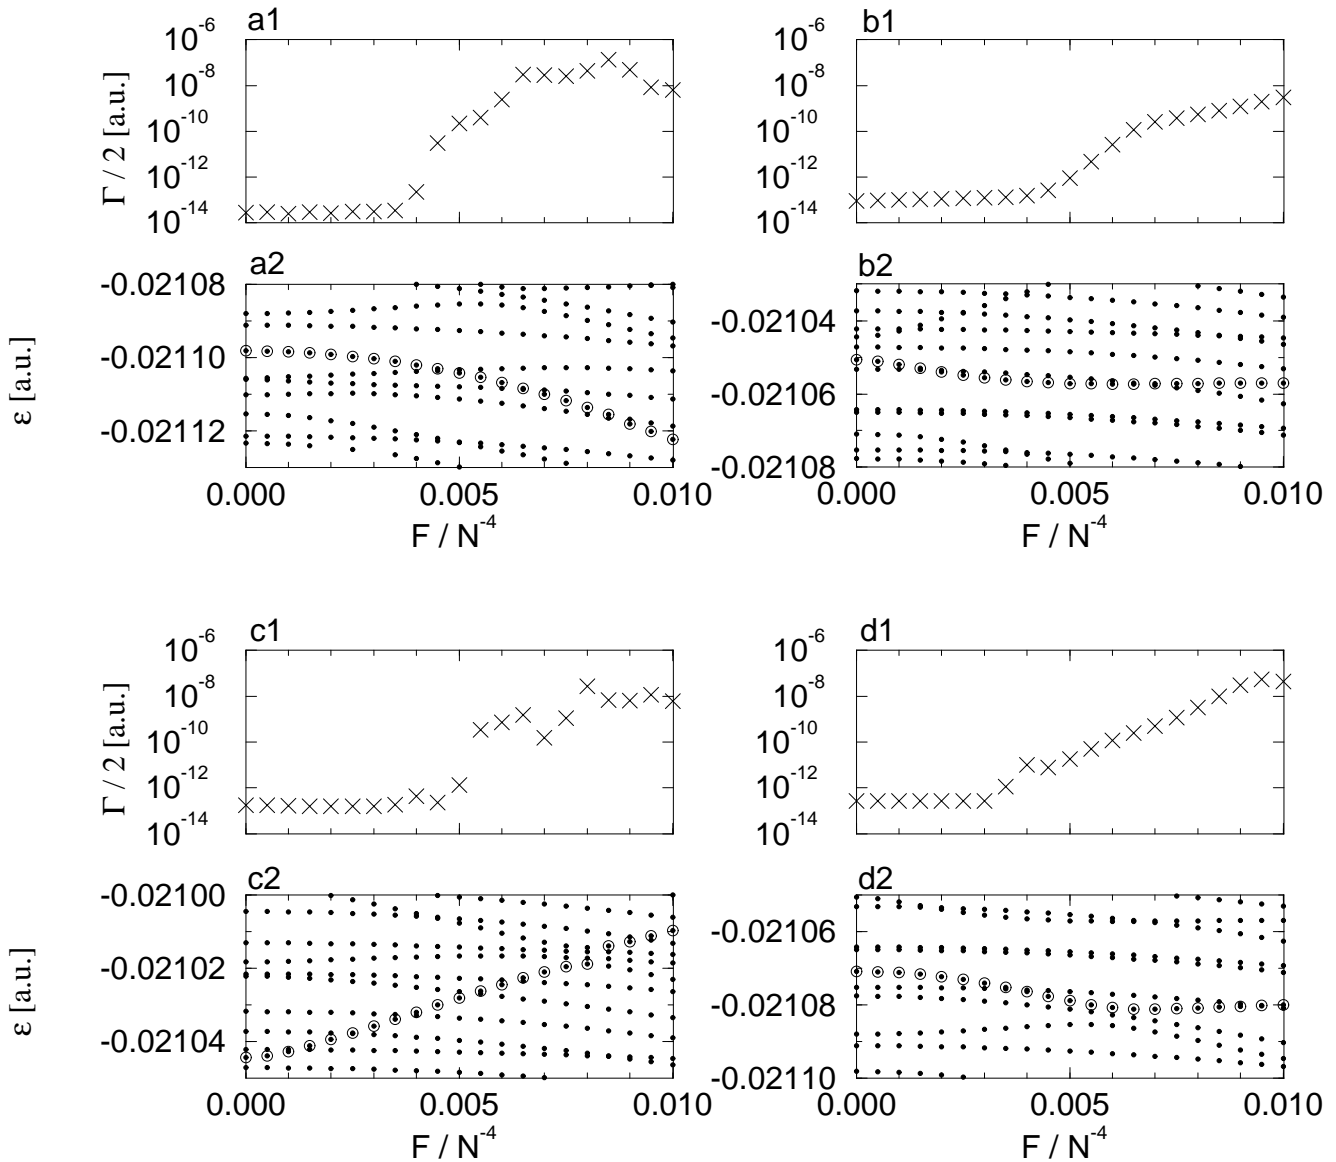 a1
b1
10^-6
10^-8
10^-10
10^-12
10^-14
Γ / 2 [a.u.]
10^-6
10^-8
10^-10
10^-12
10^-14
Γ / 2 [a.u.]
a2
b2
-0.02108
-0.02110
-0.02112
ε [a.u.]
-0.02104
-0.02106
-0.02108
0.000 0.005 0.010
F / N^-4
0.000 0.005 0.010
F / N^-4
c1
d1
10^-6
10^-8
10^-10
10^-12
10^-14
Γ / 2 [a.u.]
10^-6
10^-8
10^-10
10^-12
10^-14
Γ / 2 [a.u.]
c2
d2
-0.02100
-0.02102
-0.02104
ε [a.u.]
-0.02106
-0.02108
-0.02110
0.000 0.005 0.010
F / N^-4
0.000 0.005 0.010
F / N^-4